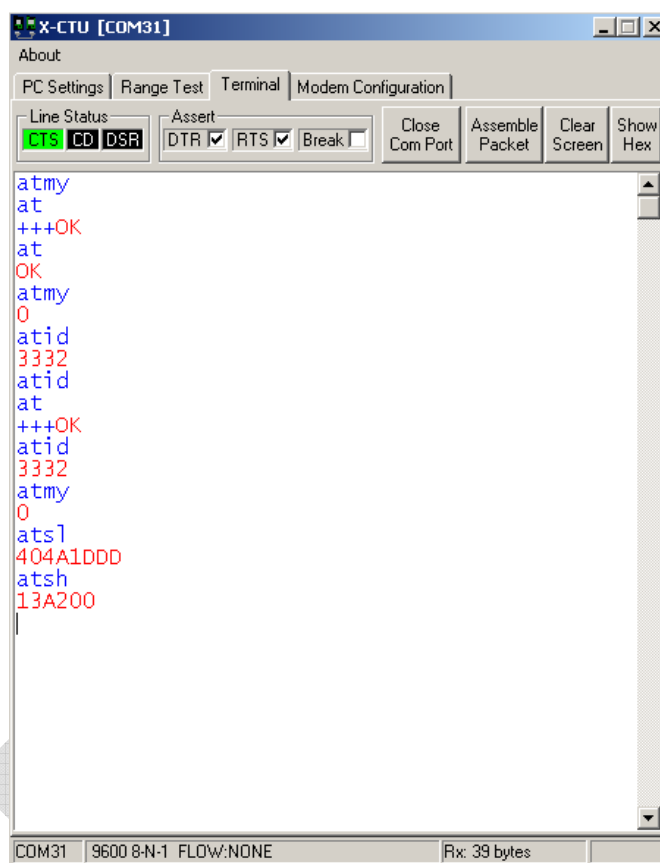 X-CTU [COM31]
About
PC Settings Range Test Terminal Modem Configuration
Line Status Assert
CTS CD DSR DTR RTS Break
Close Com Port Assemble Packet Clear Screen Show Hex
atmy
at
+++OK
at
OK
atmy
0
atid
3332
atid
at
+++OK
atid
3332
atmy
0
atsl
404A1DDD
atsh
13A200
COM31 9600 8-N-1 FLOW:NONE Rx: 39 bytes